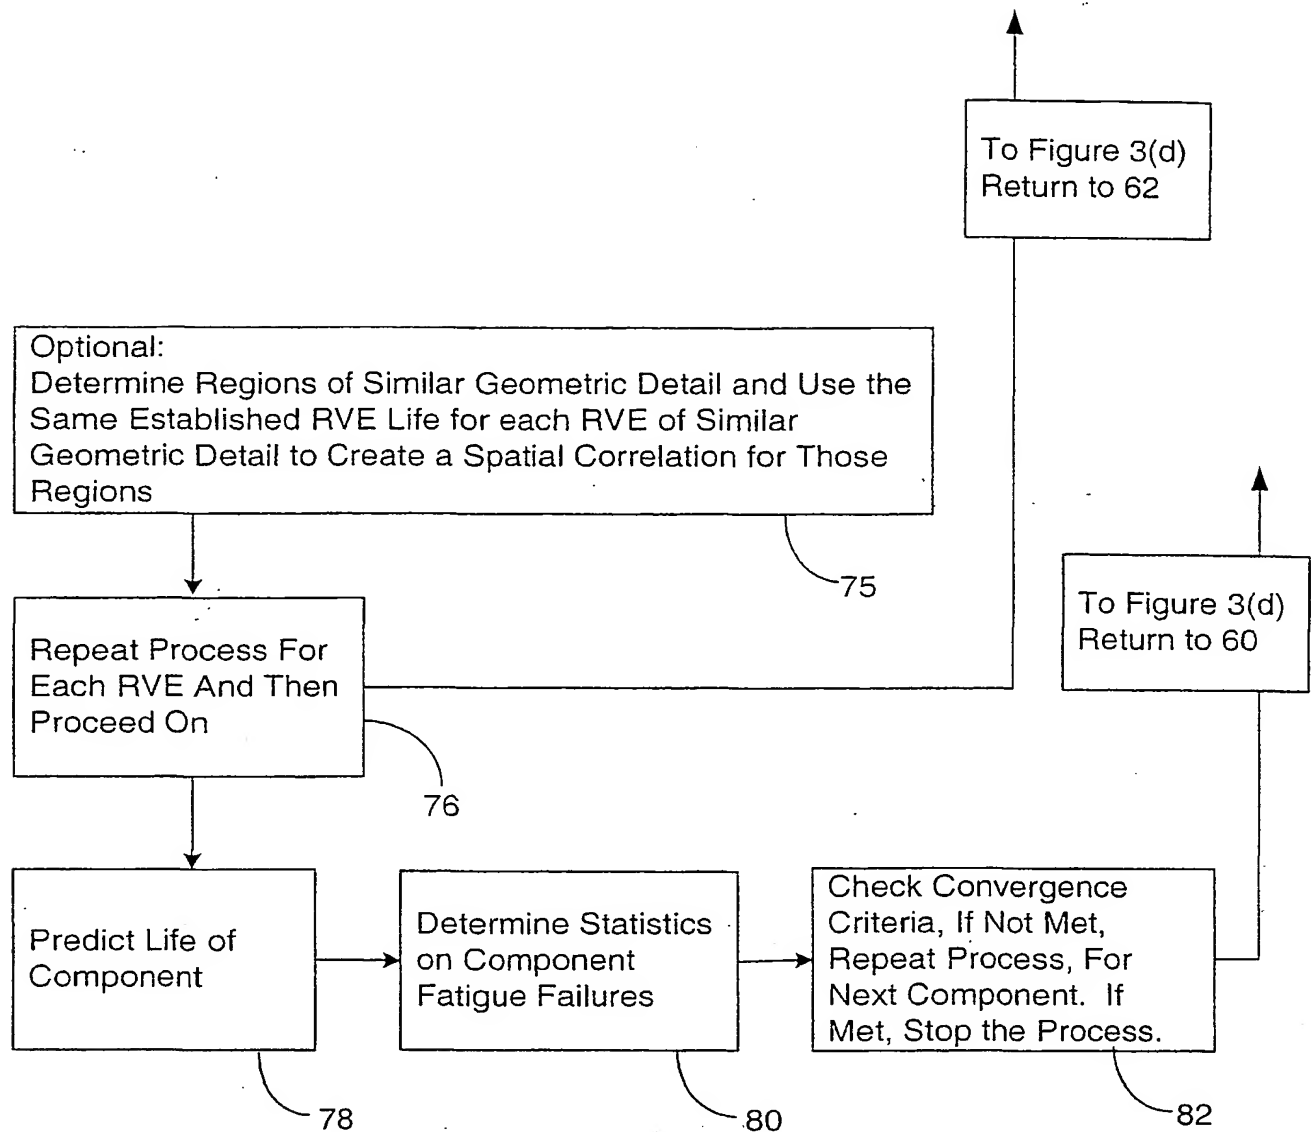 To Figure 3(d)
Return to 62
Optional:
Determine Regions of Similar Geometric Detail and Use the
Same Established RVE Life for each RVE of Similar
Geometric Detail to Create a Spatial Correlation for Those
Regions
75
To Figure 3(d)
Return to 60
Repeat Process For
Each RVE And Then
Proceed On
76
Predict Life of
Component
78
Determine Statistics
on Component
Fatigue Failures
80
Check Convergence
Criteria, If Not Met,
Repeat Process, For
Next Component. If
Met, Stop the Process.
82